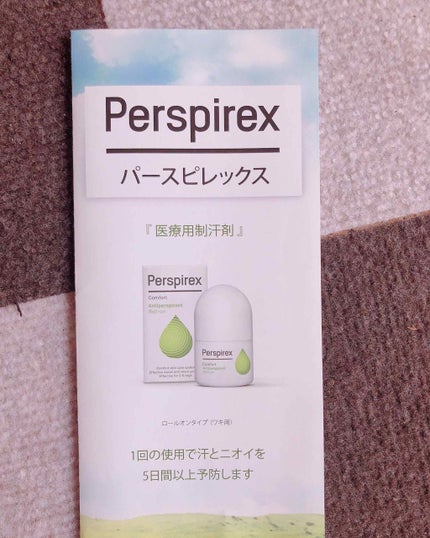 Perspirex
パースピレックス
『 医療用制汗剤 』
Perspirex
Comfort
Antiperspirant
Roll-on
Perspirex
Comfort
Antiperspirant
Roll-on
ロールオンタイプ（ワキ用）
1回の使用で汗とニオイを
5日間以上予防します